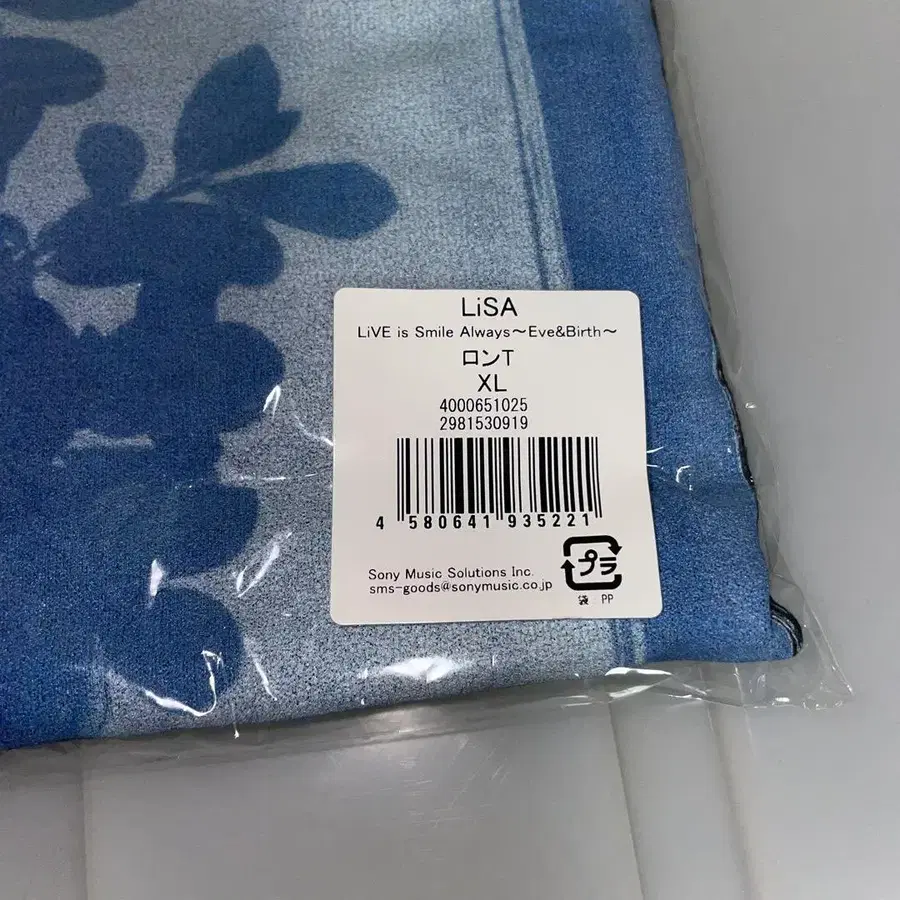 LiSA
LiVE is Smile Always～Eve&Birth～
ロンT
XL
4000651025
2981530919
4 580641 935221
プラ
Sony Music Solutions Inc.
sms-goods@sonymusic.co.jp
袋 PP